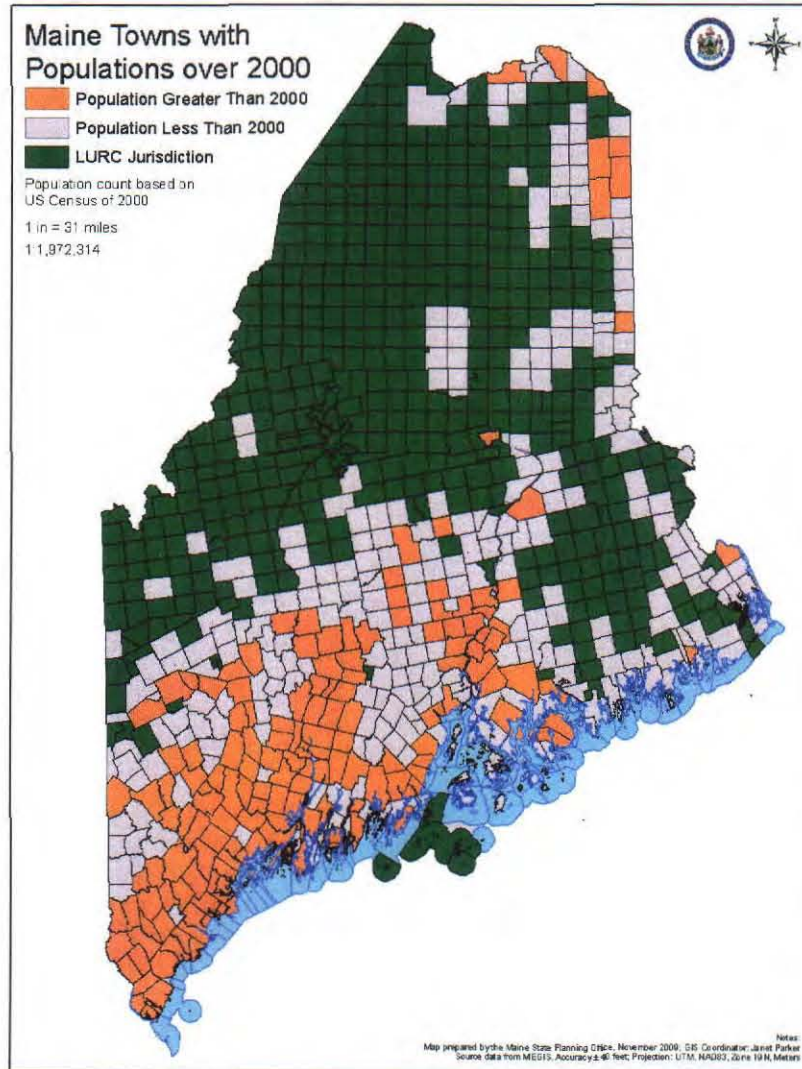 Maine Towns with
Populations over 2000
Population Greater Than 2000
Population Less Than 2000
LURC Jurisdiction
Population count based on
US Census of 2000
1 in = 31 miles
1:1,972,314
Notes:
Map prepared by the Maine State Planning Office, November 2009; GIS Coordinator: Janet Parker
Source data from MEGIS, Accuracy ± 40 feet; Projection: UTM, NAD83, Zone 19 N, Meters